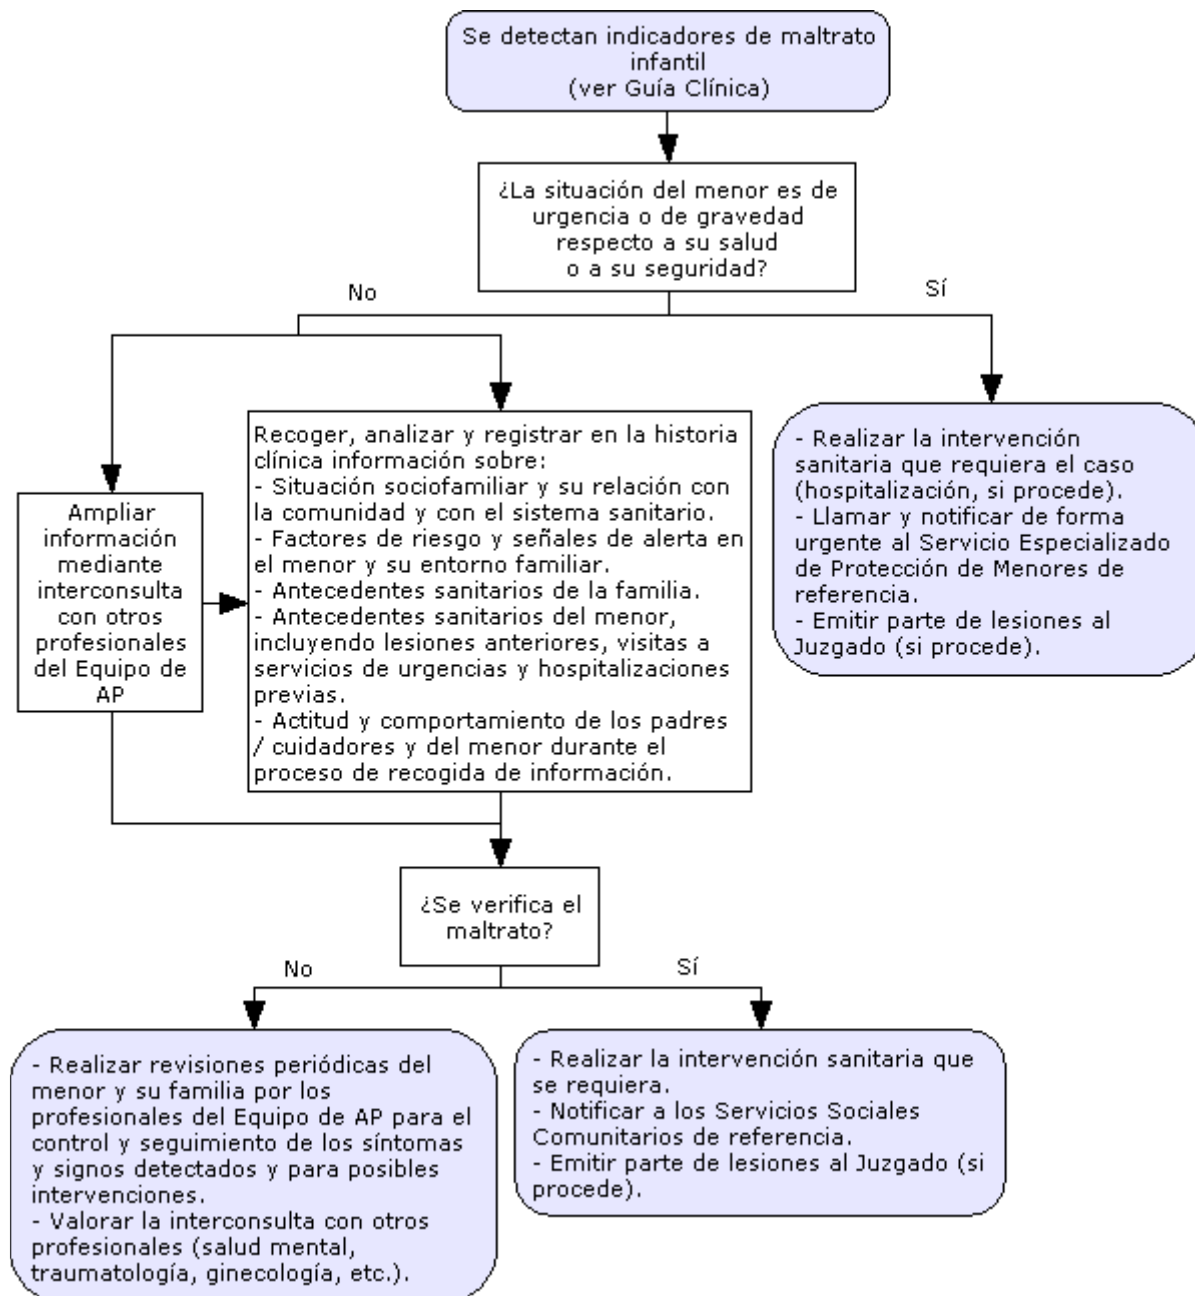 Se detectan indicadores de maltrato
infantil
(ver Guía Clínica)
¿La situación del menor es de
urgencia o de gravedad
respecto a su salud
o a su seguridad?
No
Sí
Ampliar
información
mediante
interconsulta
con otros
profesionales
del Equipo de
AP
Recoger, analizar y registrar en la historia
clínica información sobre:
- Situación sociofamiliar y su relación con
la comunidad y con el sistema sanitario.
- Factores de riesgo y señales de alerta en
el menor y su entorno familiar.
- Antecedentes sanitarios de la familia.
- Antecedentes sanitarios del menor,
incluyendo lesiones anteriores, visitas a
servicios de urgencias y hospitalizaciones
previas.
- Actitud y comportamiento de los padres
/ cuidadores y del menor durante el
proceso de recogida de información.
- Realizar la intervención
sanitaria que requiera el caso
(hospitalización, si procede).
- Llamar y notificar de forma
urgente al Servicio Especializado
de Protección de Menores de
referencia.
- Emitir parte de lesiones al
Juzgado (si procede).
¿Se verifica el
maltrato?
No
Sí
- Realizar revisiones periódicas del
menor y su familia por los
profesionales del Equipo de AP para el
control y seguimiento de los síntomas
y signos detectados y para posibles
intervenciones.
- Valorar la interconsulta con otros
profesionales (salud mental,
traumatología, ginecología, etc.).
- Realizar la intervención sanitaria que
se requiera.
- Notificar a los Servicios Sociales
Comunitarios de referencia.
- Emitir parte de lesiones al Juzgado (si
procede).